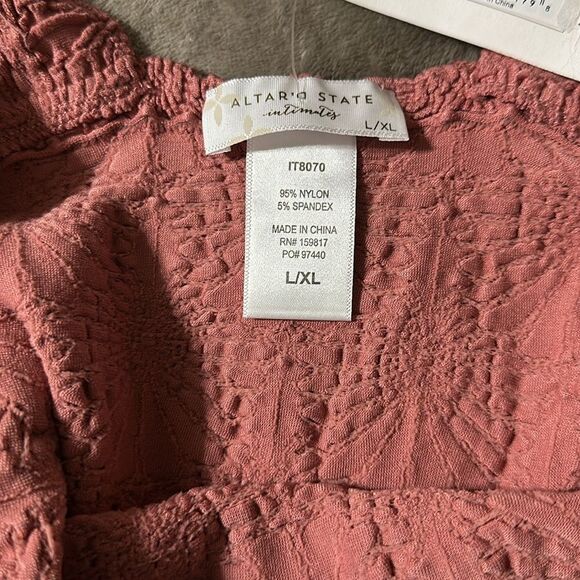 ALTAR'D STATE
intimates
L/XL
IT8070
95% NYLON
5% SPANDEX
MADE IN CHINA
RN# 159817
PO# 97440
L/XL